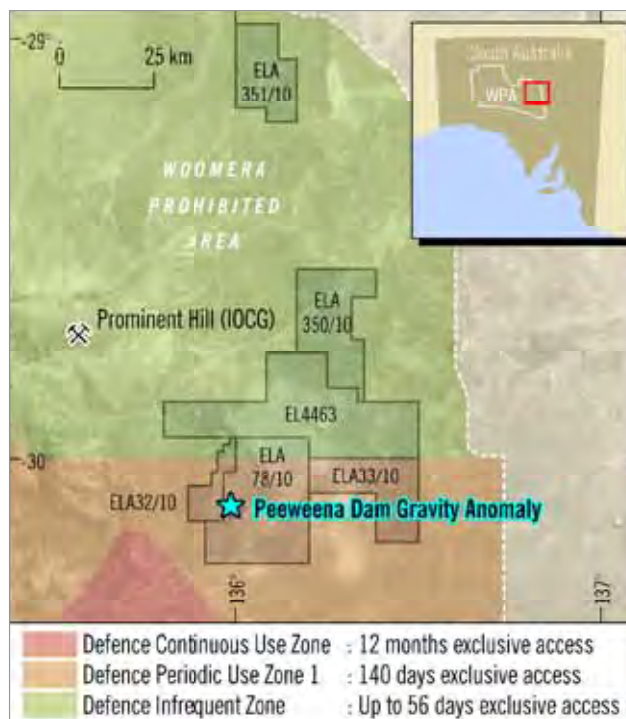 -29°
0 25 km
ELA
351/10
South Australia
WPA
WOOMERA
PROHIBITED
AREA
Prominent Hill (IOCG)
ELA
350/10
EL4463
-30
ELA
78/10
ELA33/10
ELA32/10
Peeweena Dam Gravity Anomaly
136°
137°
Defence Continuous Use Zone : 12 months exclusive access
Defence Periodic Use Zone 1 : 140 days exclusive access
Defence Infrequent Zone : Up to 56 days exclusive access